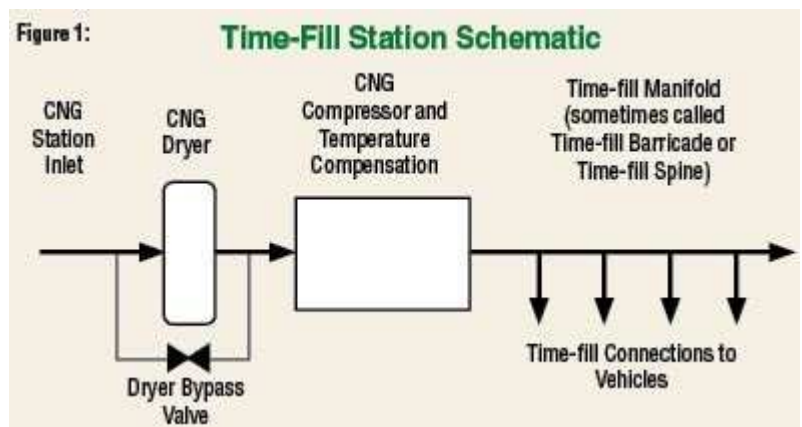 Figure 1:
Time-Fill Station Schematic
CNG
Station
Inlet
CNG
Dryer
CNG
Compressor and
Temperature
Compensation
Time-fill Manifold
(sometimes called
Time-fill Barricade or
Time-fill Spine)
Dryer Bypass
Valve
Time-fill Connections to
Vehicles